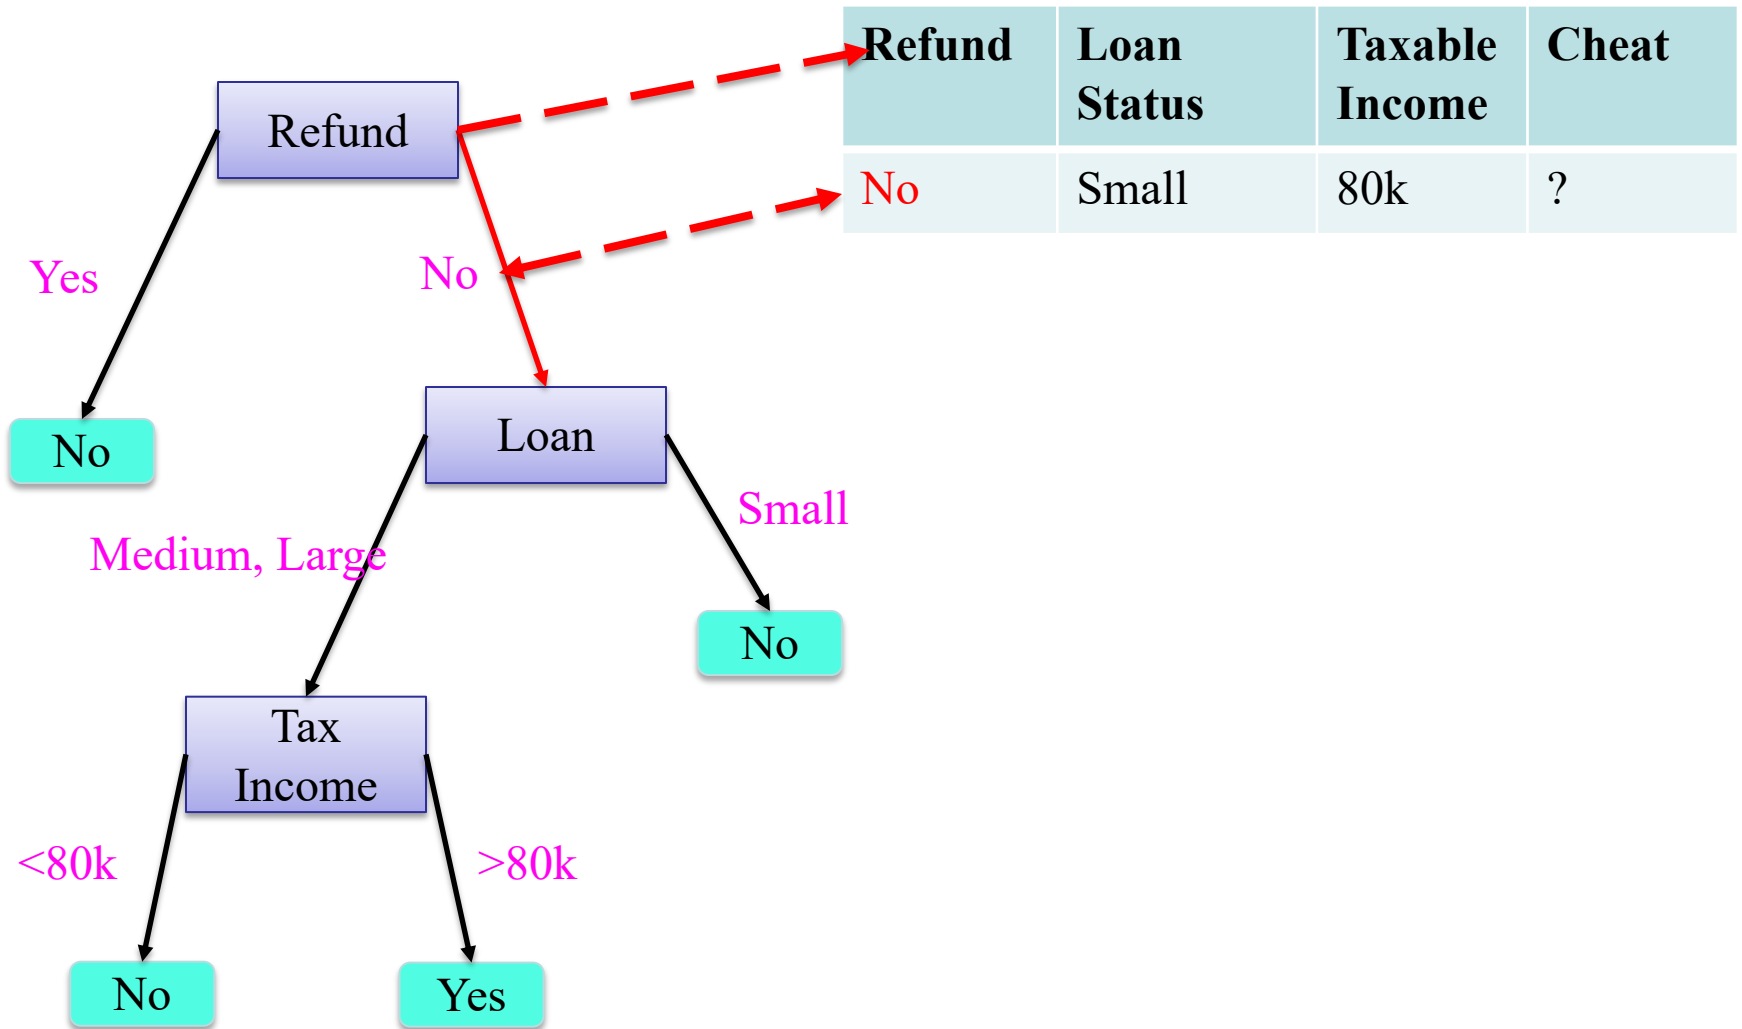 Refund Loan Taxable Cheat
Status Income
No Small 80k ?
Refund
Yes
No
No
Loan
Small
Medium, Large
No
Tax
Income
<80k
>80k
No
Yes